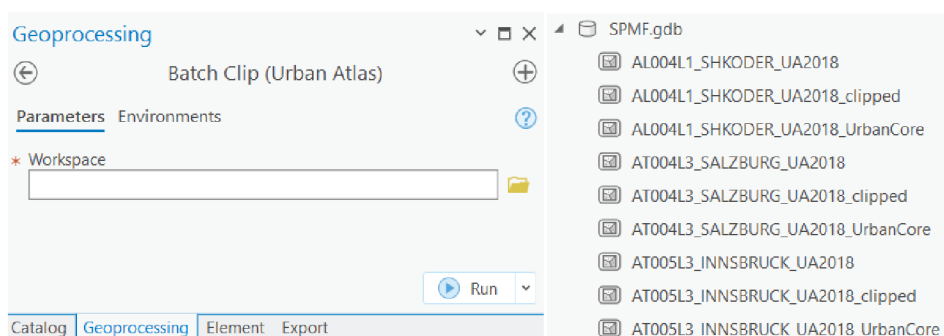 Geoprocessing
Batch Clip (Urban Atlas)
Parameters Environments
* Workspace
Run
Catalog Geoprocessing Element Export
SPMF.gdb
AL004L1_SHKODER_UA2018
AL004L1_SHKODER_UA2018_clipped
AL004L1_SHKODER_UA2018_UrbanCore
AT004L3_SALZBURG_UA2018
AT004L3_SALZBURG_UA2018_clipped
AT004L3_SALZBURG_UA2018_UrbanCore
AT005L3_INNSBRUCK_UA2018
AT005L3_INNSBRUCK_UA2018_clipped
AT005L3_INNSBRUCK_UA2018_UrbanCore